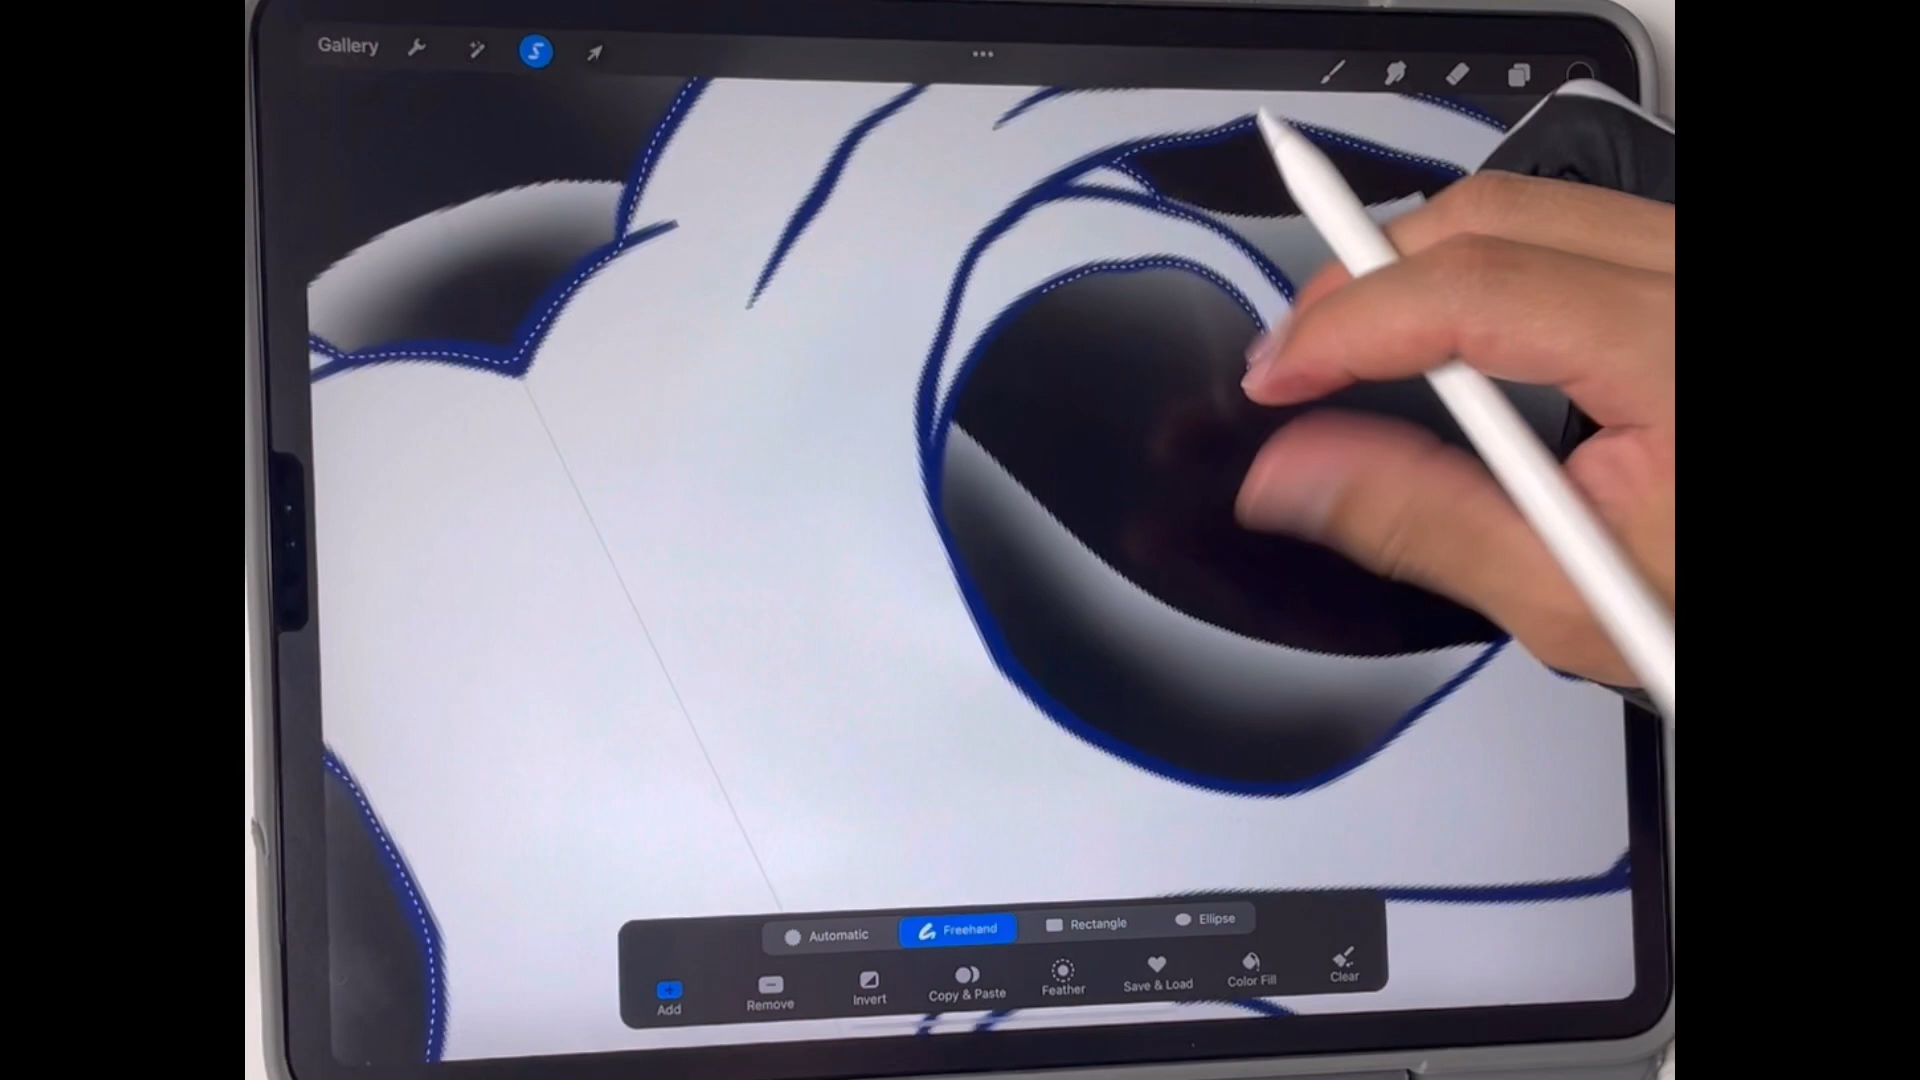 Gallery
Automatic
Freehand
Rectangle
Ellipse
Add
Remove
Invert
Copy & Paste
Feather
Save & Load
Color Fill
Clear